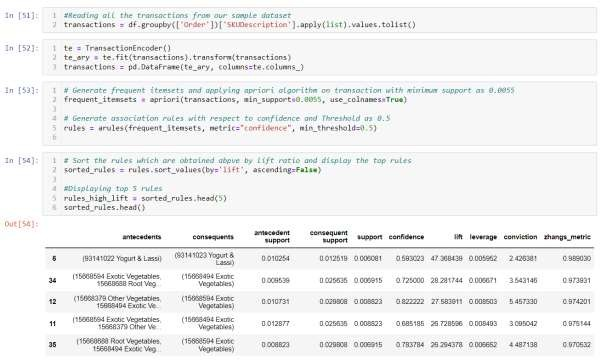 In [51]: 1 #Reading all the transactions from our sample dataset
2 transactions = df.groupby(['Order'])['SKUDescription'].apply(list).values.tolist()
In [52]: 1 te = TransactionEncoder()
2 te_ary = te.fit(transactions).transform(transactions)
3 transactions = pd.DataFrame(te_ary, columns=te.columns_)
In [53]: 1 # Generate frequent itemsets and applying apriori algorithm on transaction with minimum support as 0.0055
2 frequent_itemsets = apriori(transactions, min_support=0.0055, use_colnames=True)
3
4 # Generate association rules with respect to confidence and Threshold as 0.5
5 rules = arules(frequent_itemsets, metric="confidence", min_threshold=0.5)
6
In [54]: 1 # Sort the rules which are obtained abpve by lift ratio and display the top rules
2 sorted_rules = rules.sort_values(by='lift', ascending=False)
3
4 #Displaying top 5 rules
5 rules_high_lift = sorted_rules.head(5)
6 sorted_rules.head()
Out[54]:
antecedents consequents antecedent support consequent support support confidence lift leverage conviction zhangs_metric
6 (93141022 Yogurt & Lassi) (93141023 Yogurt & Lassi) 0.010254 0.012519 0.006081 0.593023 47.368439 0.005952 2.426381 0.989030
34 (15668594 Exotic Vegetables, 15668688 Root Veg... (15668494 Exotic Vegetables) 0.009539 0.025635 0.006915 0.725000 28.281744 0.006671 3.543146 0.973931
12 (15668379 Other Vegetables, 15668494 Exotic Ve... (15668594 Exotic Vegetables) 0.010731 0.029808 0.008823 0.822222 27.583911 0.008503 5.457330 0.974201
11 (15668594 Exotic Vegetables, 15668379 Other Ve... (15668494 Exotic Vegetables) 0.012877 0.025635 0.008823 0.685185 26.728596 0.008493 3.095042 0.975144
35 (15668688 Root Vegetables, 15668494 Exotic Veg... (15668594 Exotic Vegetables) 0.008823 0.029808 0.006915 0.783784 26.294378 0.006652 4.487138 0.970532